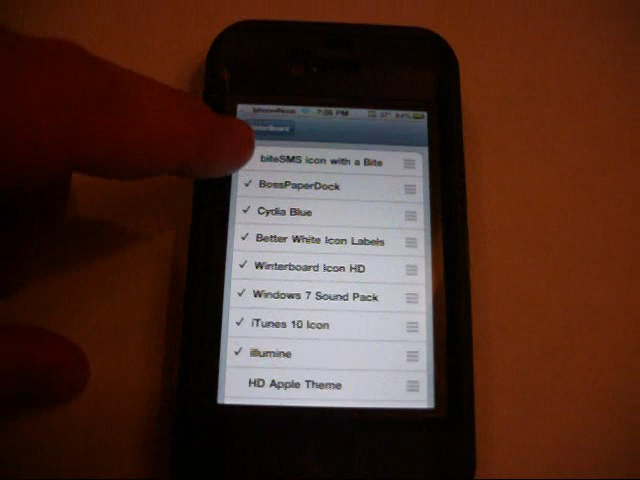 7:06 PM
biteSMS icon with a Bite
BossPaperDock
Cydia Blue
Better White Icon Labels
Winterboard Icon HD
Windows 7 Sound Pack
iTunes 10 Icon
illumine
HD Apple Theme